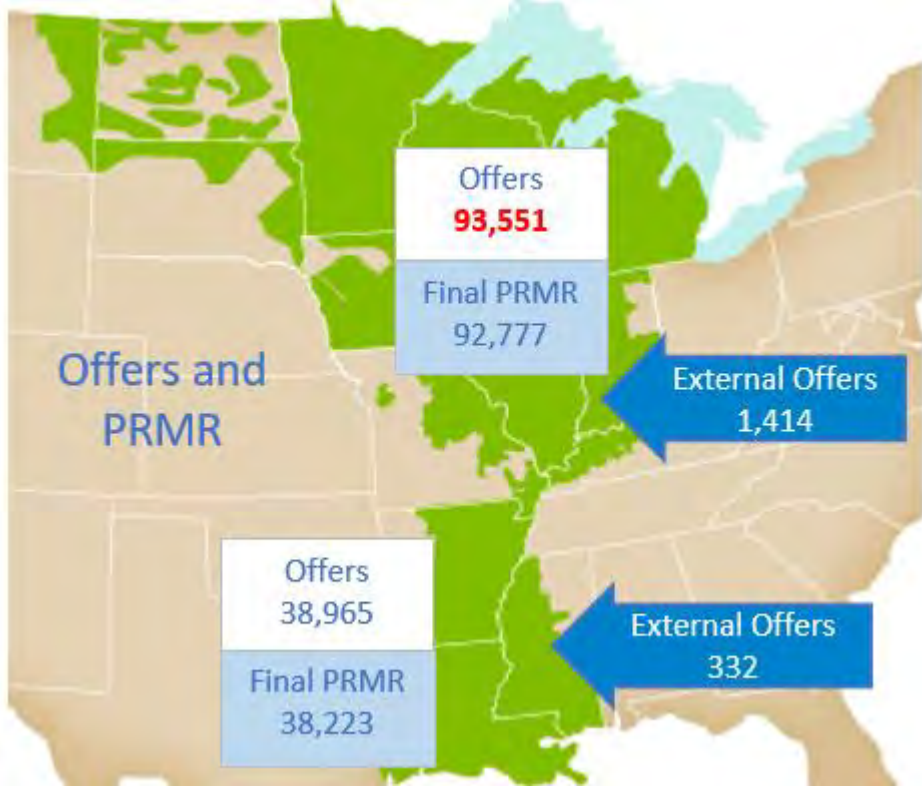 Offers
93,551
Final PRMR
92,777
Offers and
PRMR
External Offers
1,414
Offers
38,965
Final PRMR
38,223
External Offers
332